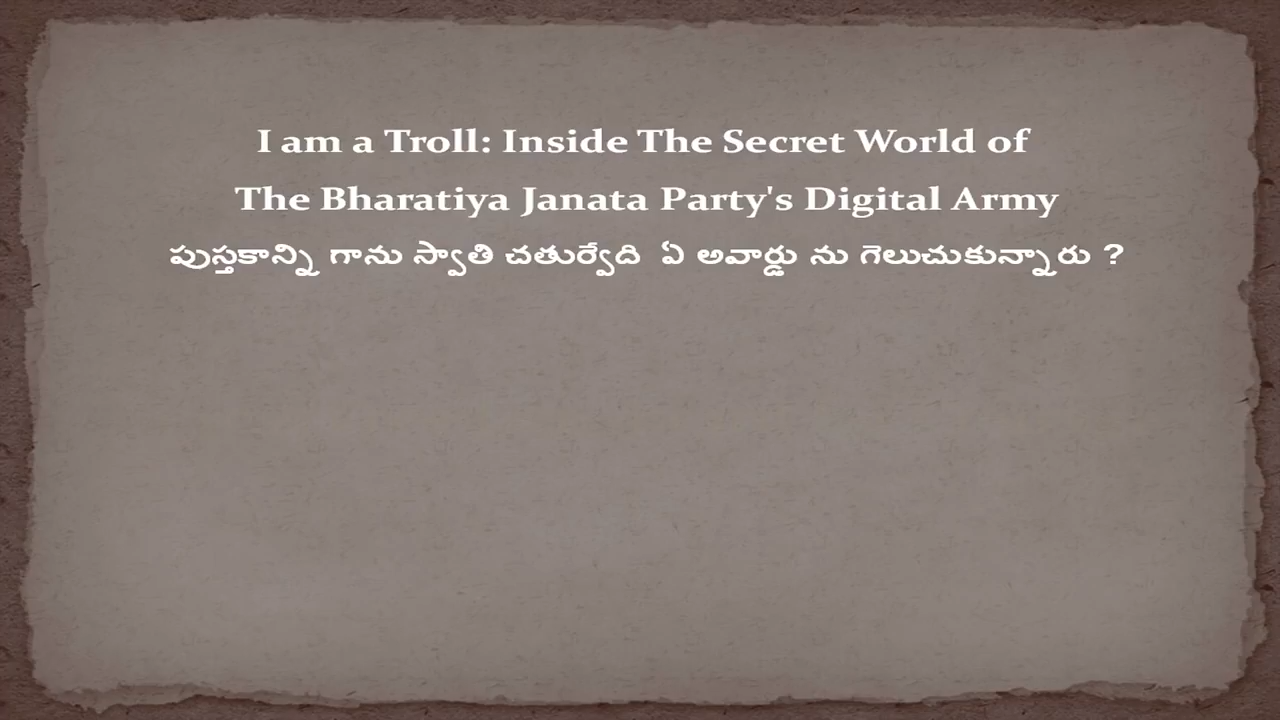 I am a Troll: Inside The Secret World of
The Bharatiya Janata Party's Digital Army
పుస్తకాన్ని గాను స్వాతి చతుర్వేది ఏ అవార్డు ను గెలుచుకున్నారు ?